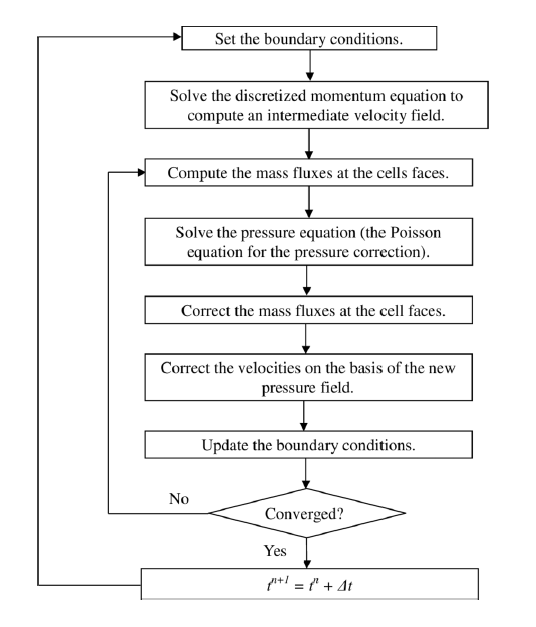 Set the boundary conditions.
Solve the discretized momentum equation to
compute an intermediate velocity field.
Compute the mass fluxes at the cells faces.
Solve the pressure equation (the Poisson
equation for the pressure correction).
Correct the mass fluxes at the cell faces.
Correct the velocities on the basis of the new
pressure field.
Update the boundary conditions.
No
Converged?
Yes
tⁿ⁺¹ = tⁿ + Δt